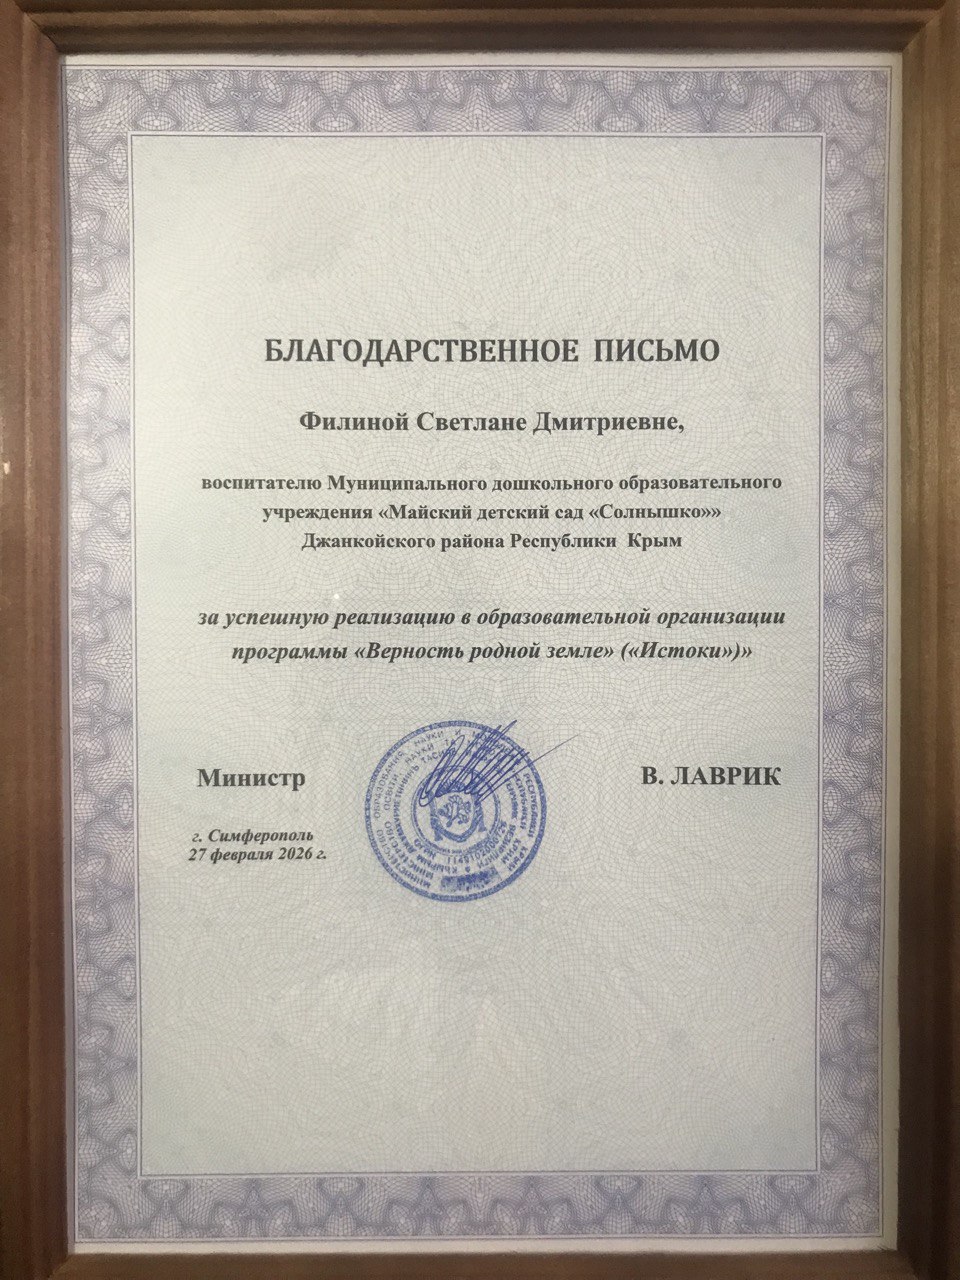 БЛАГОДАРСТВЕННОЕ ПИСЬМО
Филиной Светлане Дмитриевне,
воспитателю Муниципального дошкольного образовательного
учреждения «Майский детский сад «Солнышко»»
Джанкойского района Республики Крым
за успешную реализацию в образовательной организации
программы «Верность родной земле» («Истоки»)»
Министр
В. ЛАВРИК
г. Симферополь
27 февраля 2026 г.